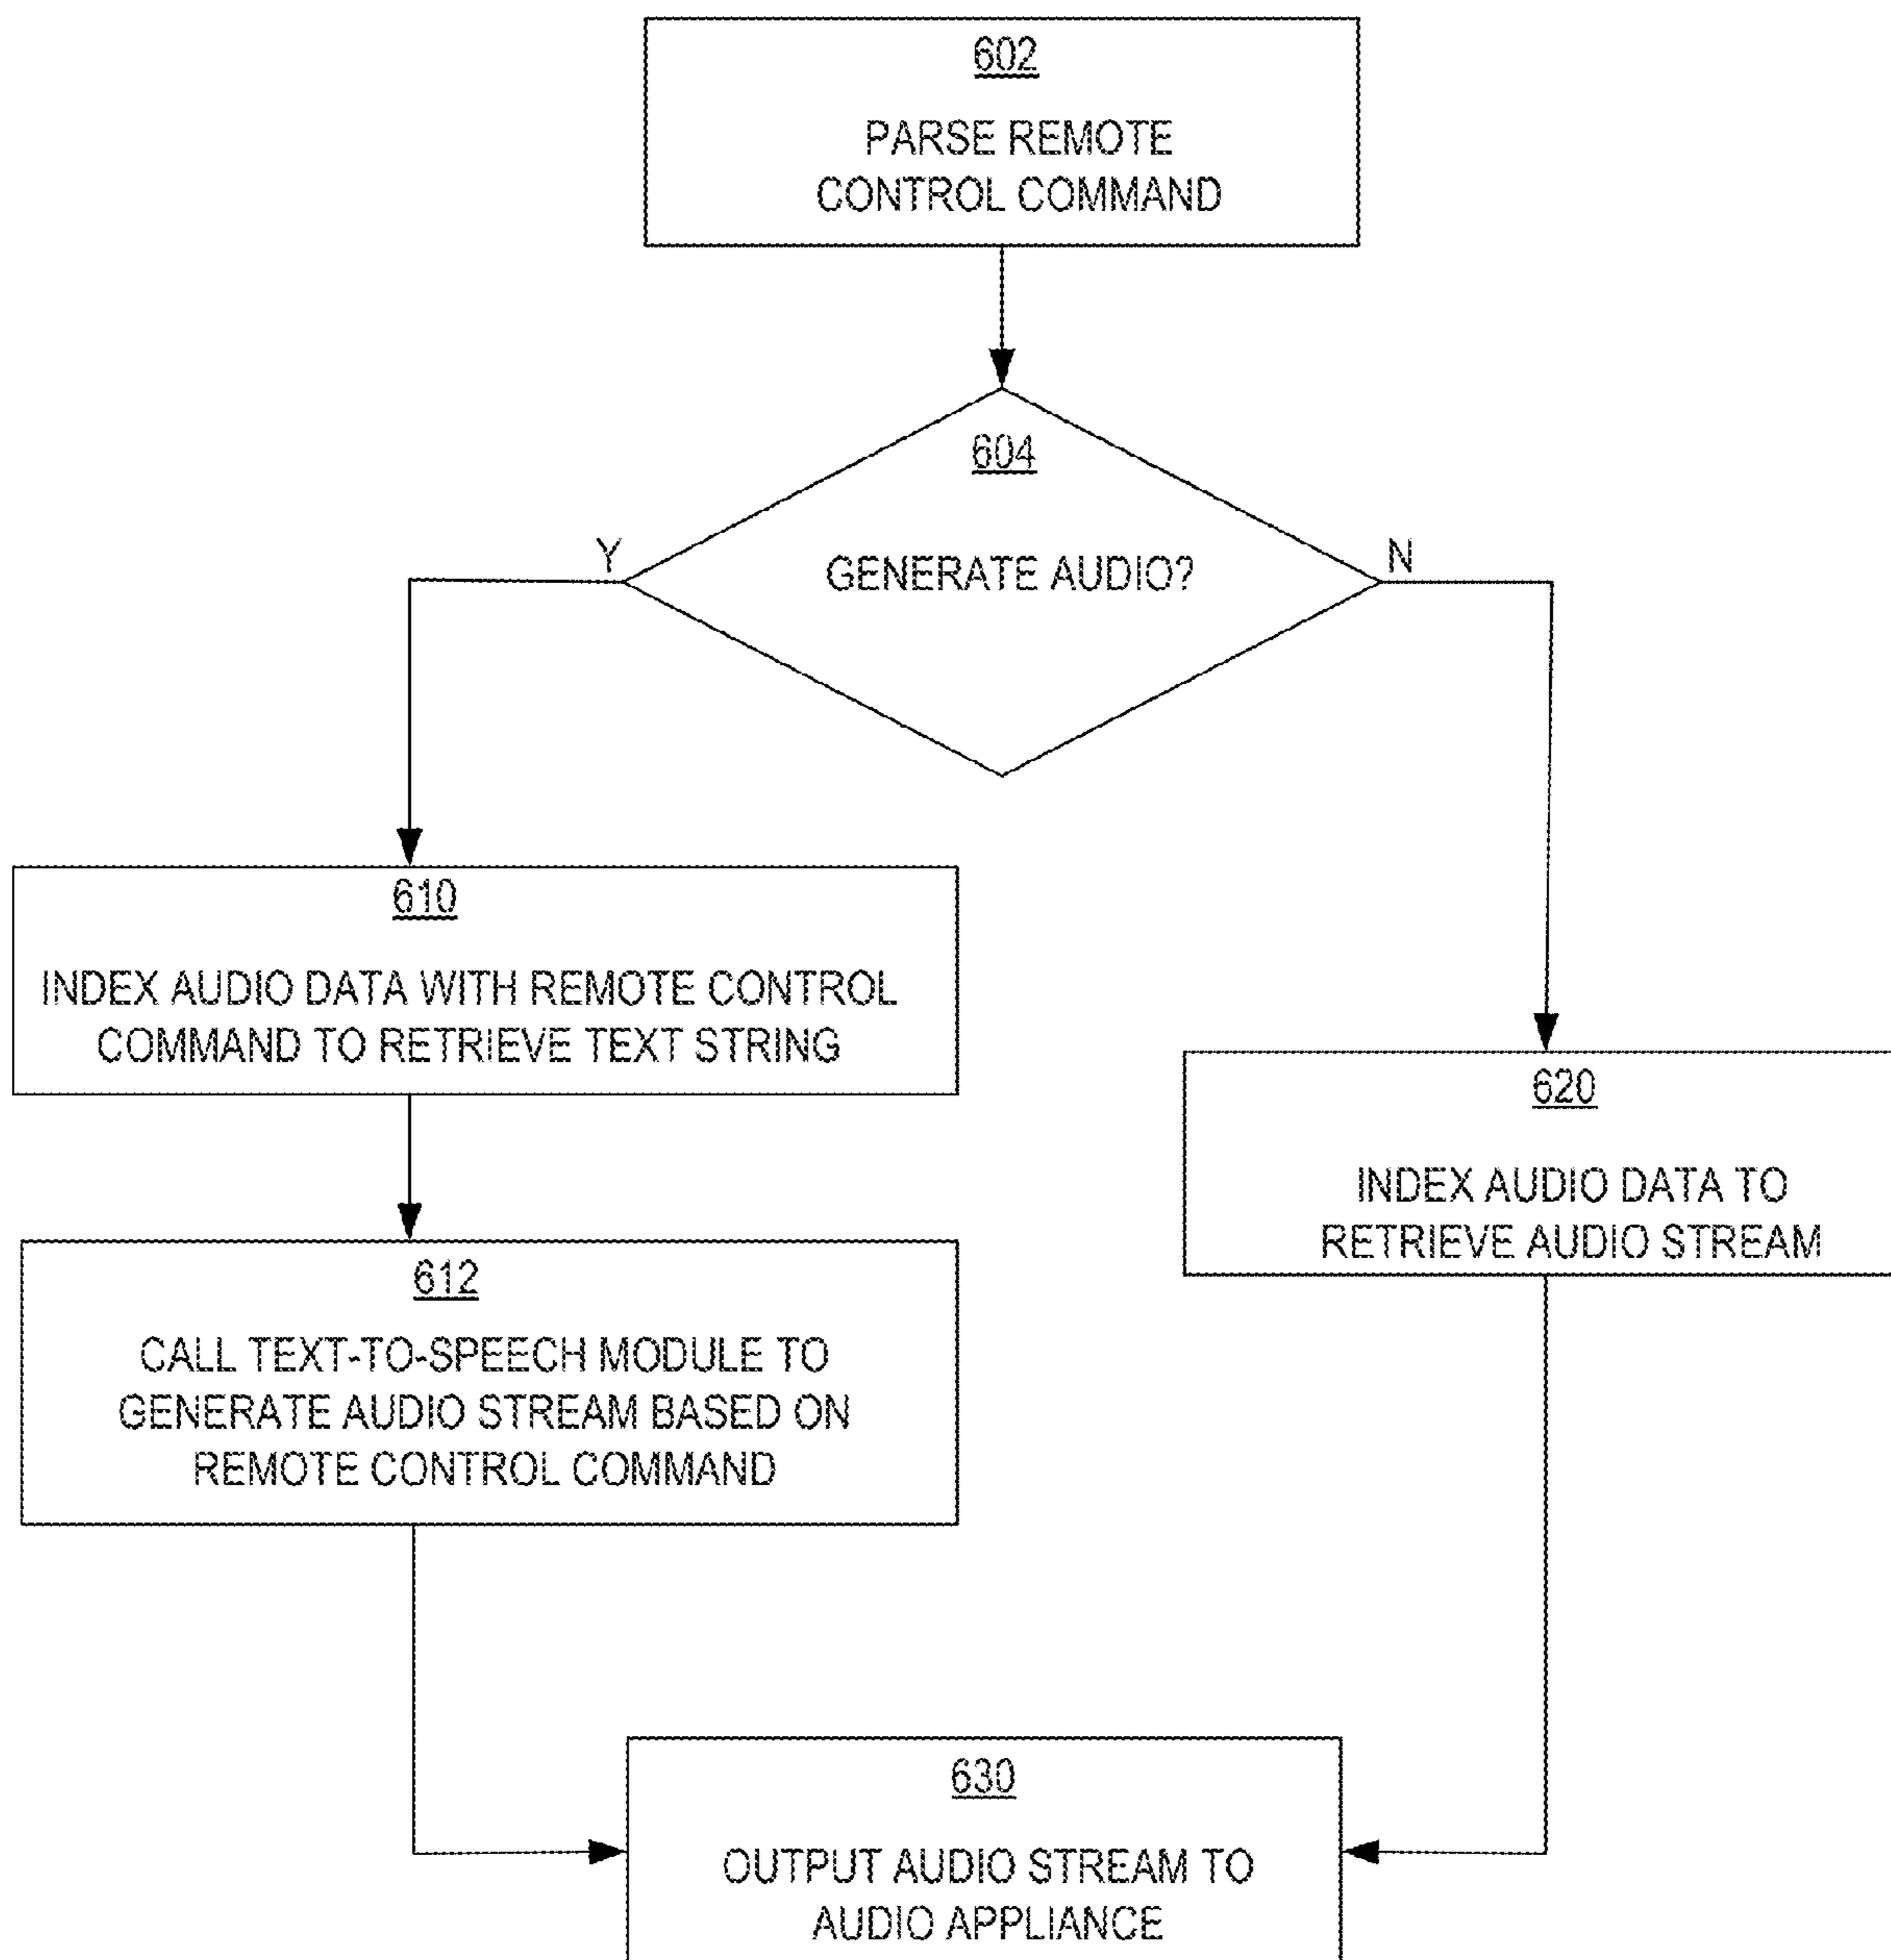 602
PARSE REMOTE
CONTROL COMMAND
604
GENERATE AUDIO?
Y
N
610
INDEX AUDIO DATA WITH REMOTE CONTROL
COMMAND TO RETRIEVE TEXT STRING
620
INDEX AUDIO DATA TO
RETRIEVE AUDIO STREAM
612
CALL TEXT-TO-SPEECH MODULE TO
GENERATE AUDIO STREAM BASED ON
REMOTE CONTROL COMMAND
630
OUTPUT AUDIO STREAM TO
AUDIO APPLIANCE